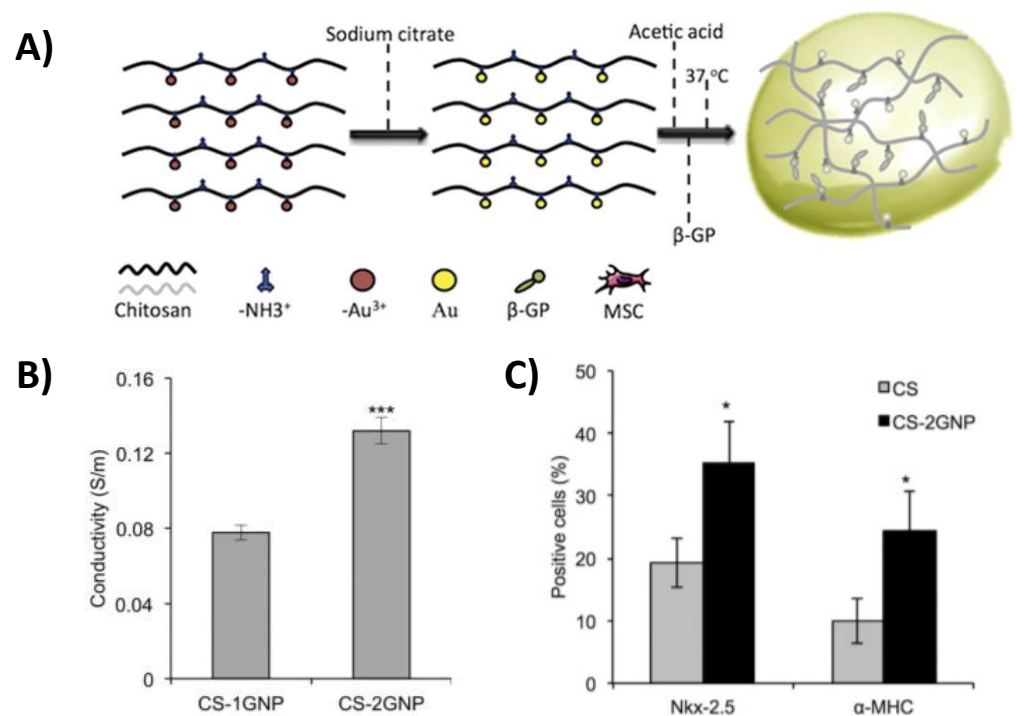 A)
Sodium citrate
Acetic acid
37 °C
β-GP
Chitosan
-NH3⁺
-Au³⁺
Au
β-GP
MSC
B)
Conductivity (S/m)
0.16
0.12
0.08
0.04
0
***
CS-1GNP
CS-2GNP
C)
Positive cells (%)
50
40
30
20
10
0
*
*
CS
CS-2GNP
Nkx-2.5
α-MHC